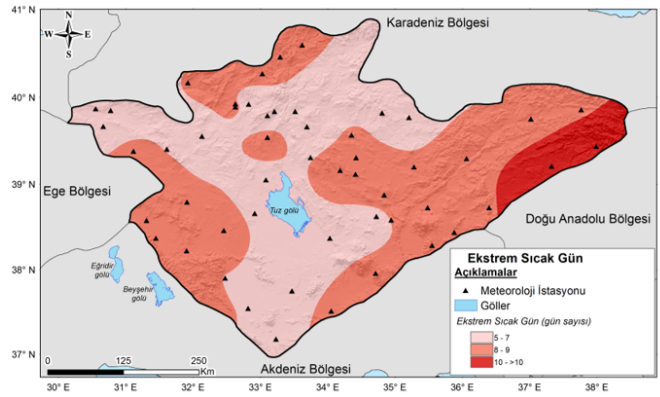 41° N
40° N
39° N
38° N
37° N
N
W E
S
Karadeniz Bölgesi
Ege Bölgesi
Tuz gölü
Doğu Anadolu Bölgesi
Eğridir
gölü
Beyşehir
gölü
Akdeniz Bölgesi
0 125 250
Km
Ekstrem Sıcak Gün
Açıklamalar
Meteoroloji İstasyonu
Göller
Ekstrem Sıcak Gün (gün sayısı)
5 - 7
8 - 9
10 - >10
30° E 31° E 32° E 33° E 34° E 35° E 36° E 37° E 38° E